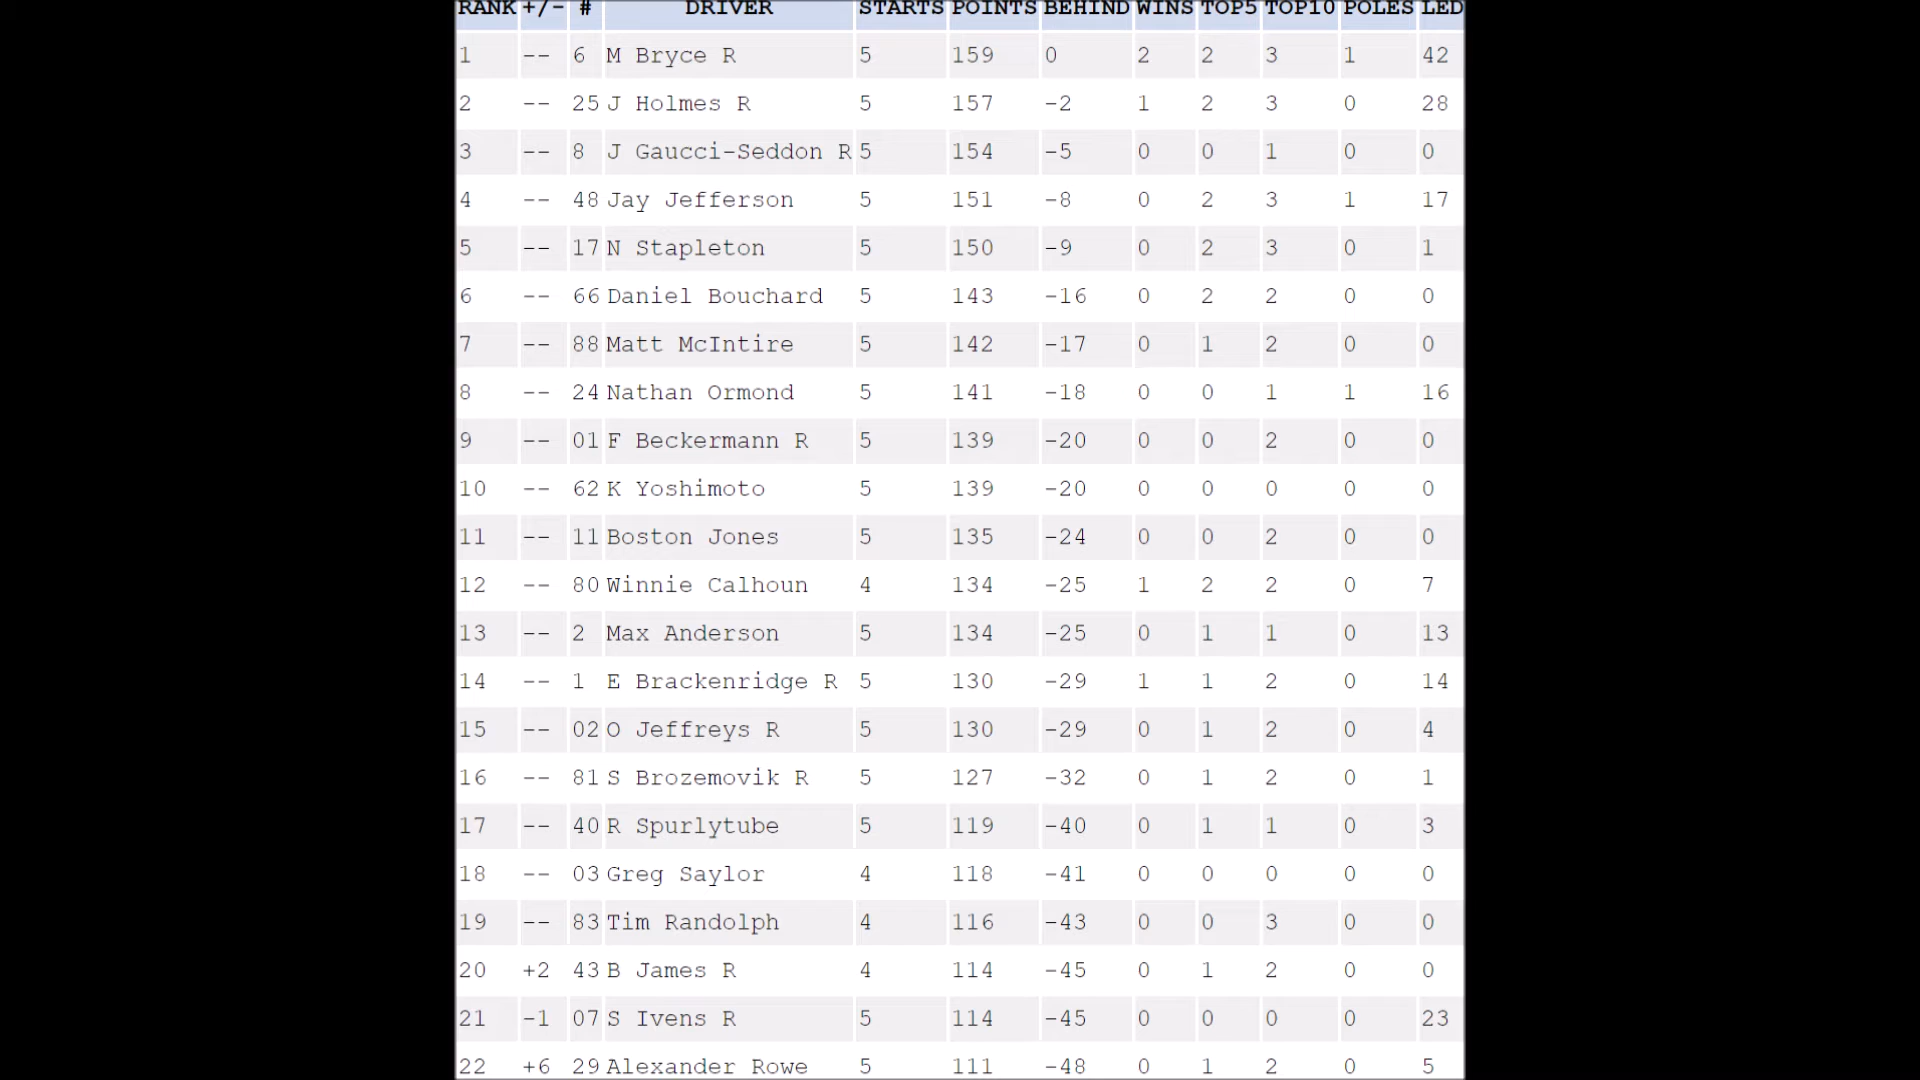 RANK +/- # DRIVER STARTS POINTS BEHIND WINS TOP5 TOP10 POLES LED
1 -- 6 M Bryce R 5 159 0 2 2 3 1 42
2 -- 25 J Holmes R 5 157 -2 1 2 3 0 28
3 -- 8 J Gaucci-Seddon R 5 154 -5 0 0 1 0 0
4 -- 48 Jay Jefferson 5 151 -8 0 2 3 1 17
5 -- 17 N Stapleton 5 150 -9 0 2 3 0 1
6 -- 66 Daniel Bouchard 5 143 -16 0 2 2 0 0
7 -- 88 Matt McIntire 5 142 -17 0 1 2 0 0
8 -- 24 Nathan Ormond 5 141 -18 0 0 1 1 16
9 -- 01 F Beckermann R 5 139 -20 0 0 2 0 0
10 -- 62 K Yoshimoto 5 139 -20 0 0 0 0 0
11 -- 11 Boston Jones 5 135 -24 0 0 2 0 0
12 -- 80 Winnie Calhoun 4 134 -25 1 2 2 0 7
13 -- 2 Max Anderson 5 134 -25 0 1 1 0 13
14 -- 1 E Brackenridge R 5 130 -29 1 1 2 0 14
15 -- 02 O Jeffreys R 5 130 -29 0 1 2 0 4
16 -- 81 S Brozemovik R 5 127 -32 0 1 2 0 1
17 -- 40 R Spurlytube 5 119 -40 0 1 1 0 3
18 -- 03 Greg Saylor 4 118 -41 0 0 0 0 0
19 -- 83 Tim Randolph 4 116 -43 0 0 3 0 0
20 +2 43 B James R 4 114 -45 0 1 2 0 0
21 -1 07 S Ivens R 5 114 -45 0 0 0 0 23
22 +6 29 Alexander Rowe 5 111 -48 0 1 2 0 5